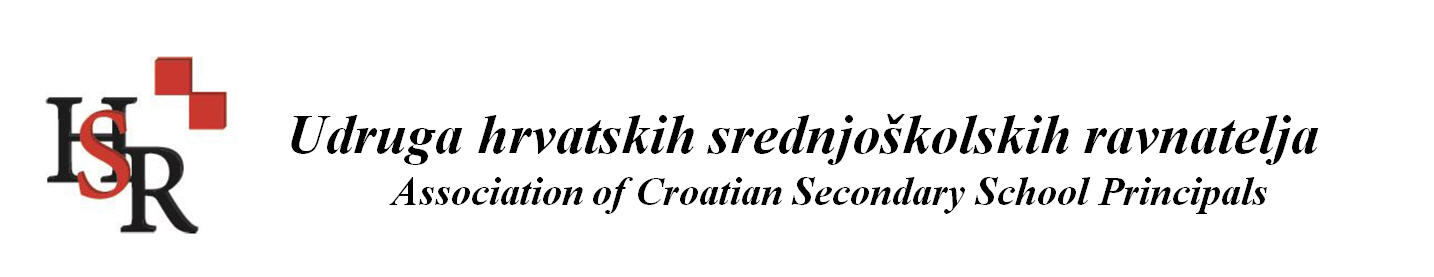 HSR
Udruga hrvatskih srednjoškolskih ravnatelja
Association of Croatian Secondary School Principals